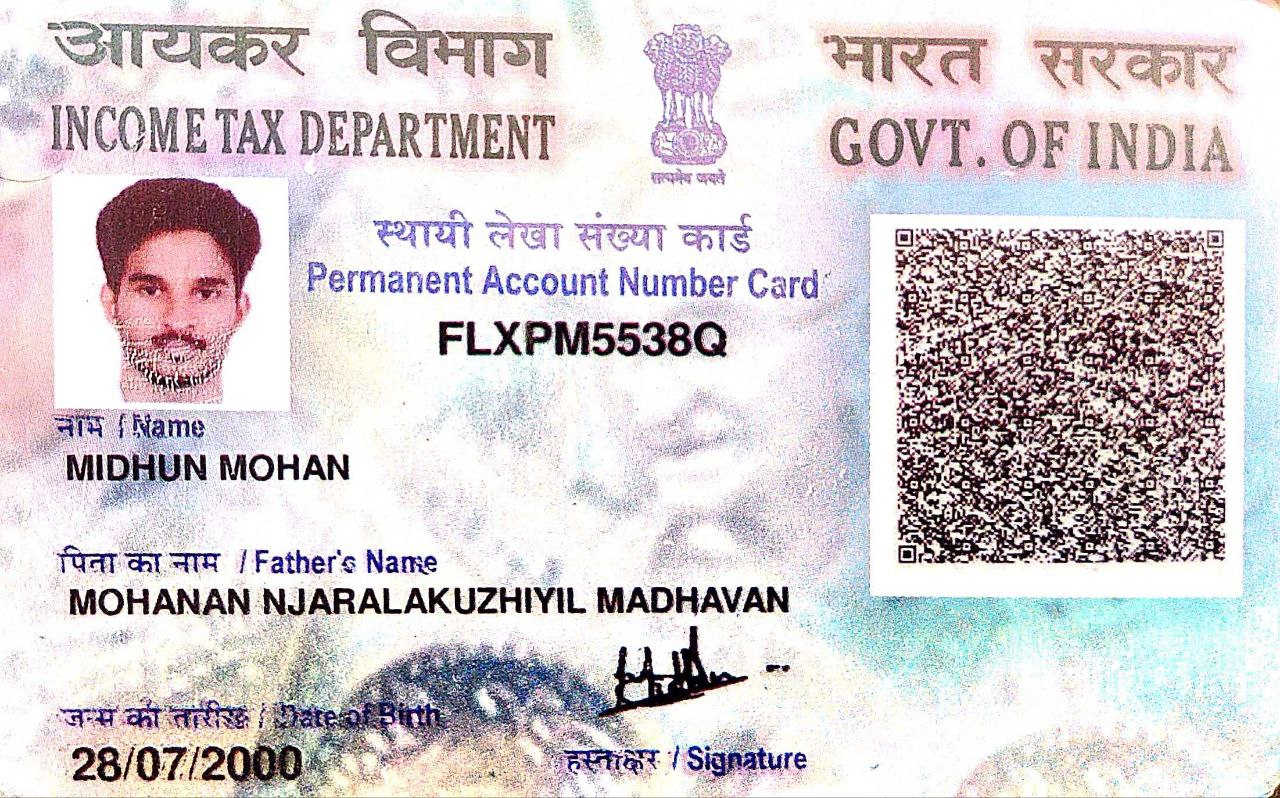 आयकर विभाग
INCOME TAX DEPARTMENT
सत्यमेव जयते
भारत सरकार
GOVT. OF INDIA
स्थायी लेखा संख्या कार्ड
Permanent Account Number Card
FLXPM5538Q
नाम / Name
MIDHUN MOHAN
पिता का नाम / Father's Name
MOHANAN NJARALAKUZHIYIL MADHAVAN
जन्म की तारीख / Date of Birth
28/07/2000
हस्ताक्षर / Signature